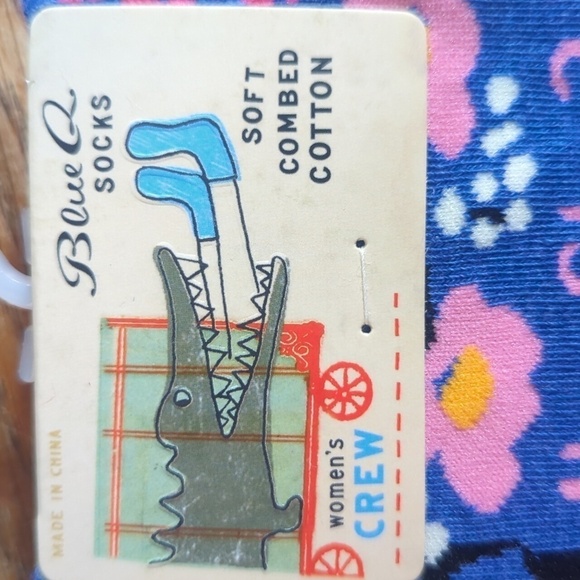 Blue Q
SOCKS
SOFT
COMBED
COTTON
MADE IN CHINA
women's
CREW